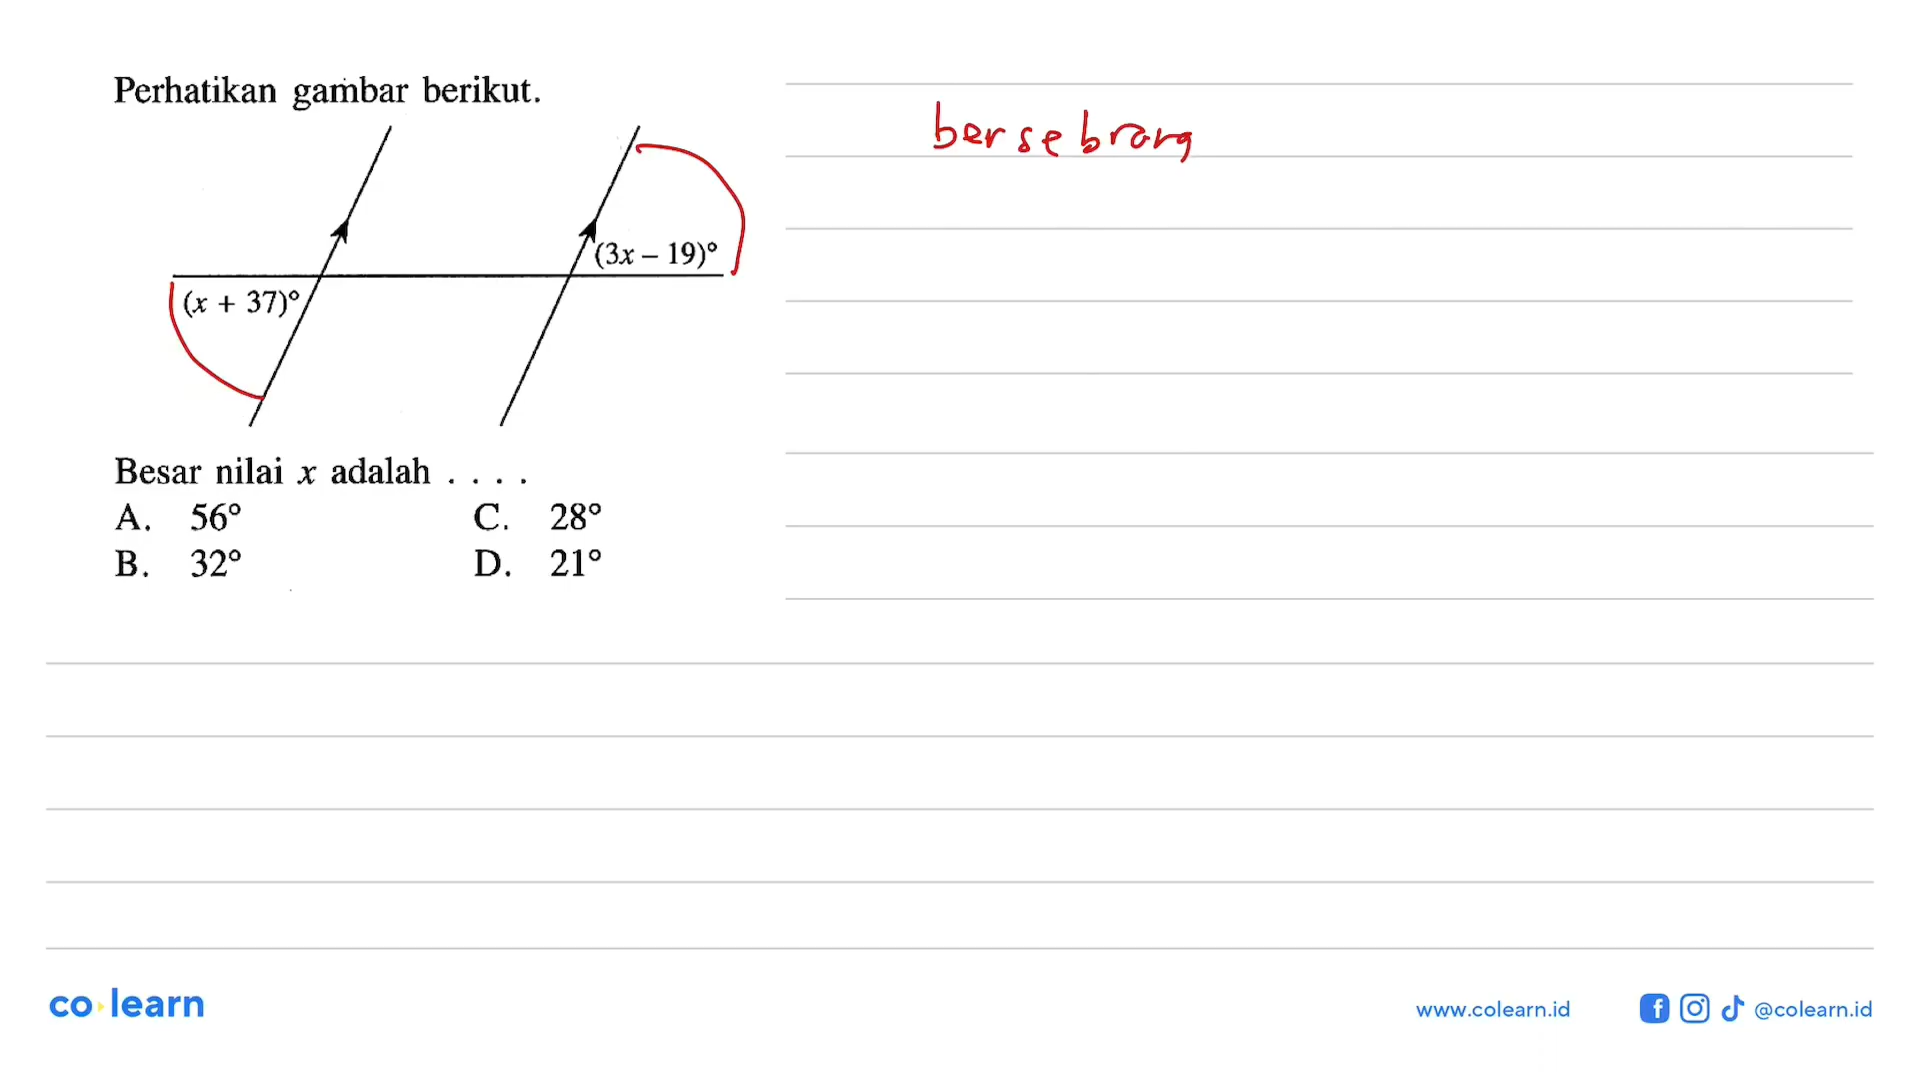 Perhatikan gambar berikut.
bersebrang
(3x – 19)°
(x + 37)°
Besar nilai x adalah . . . .
A. 56° C. 28°
B. 32° D. 21°
co learn
www.colearn.id @colearn.id